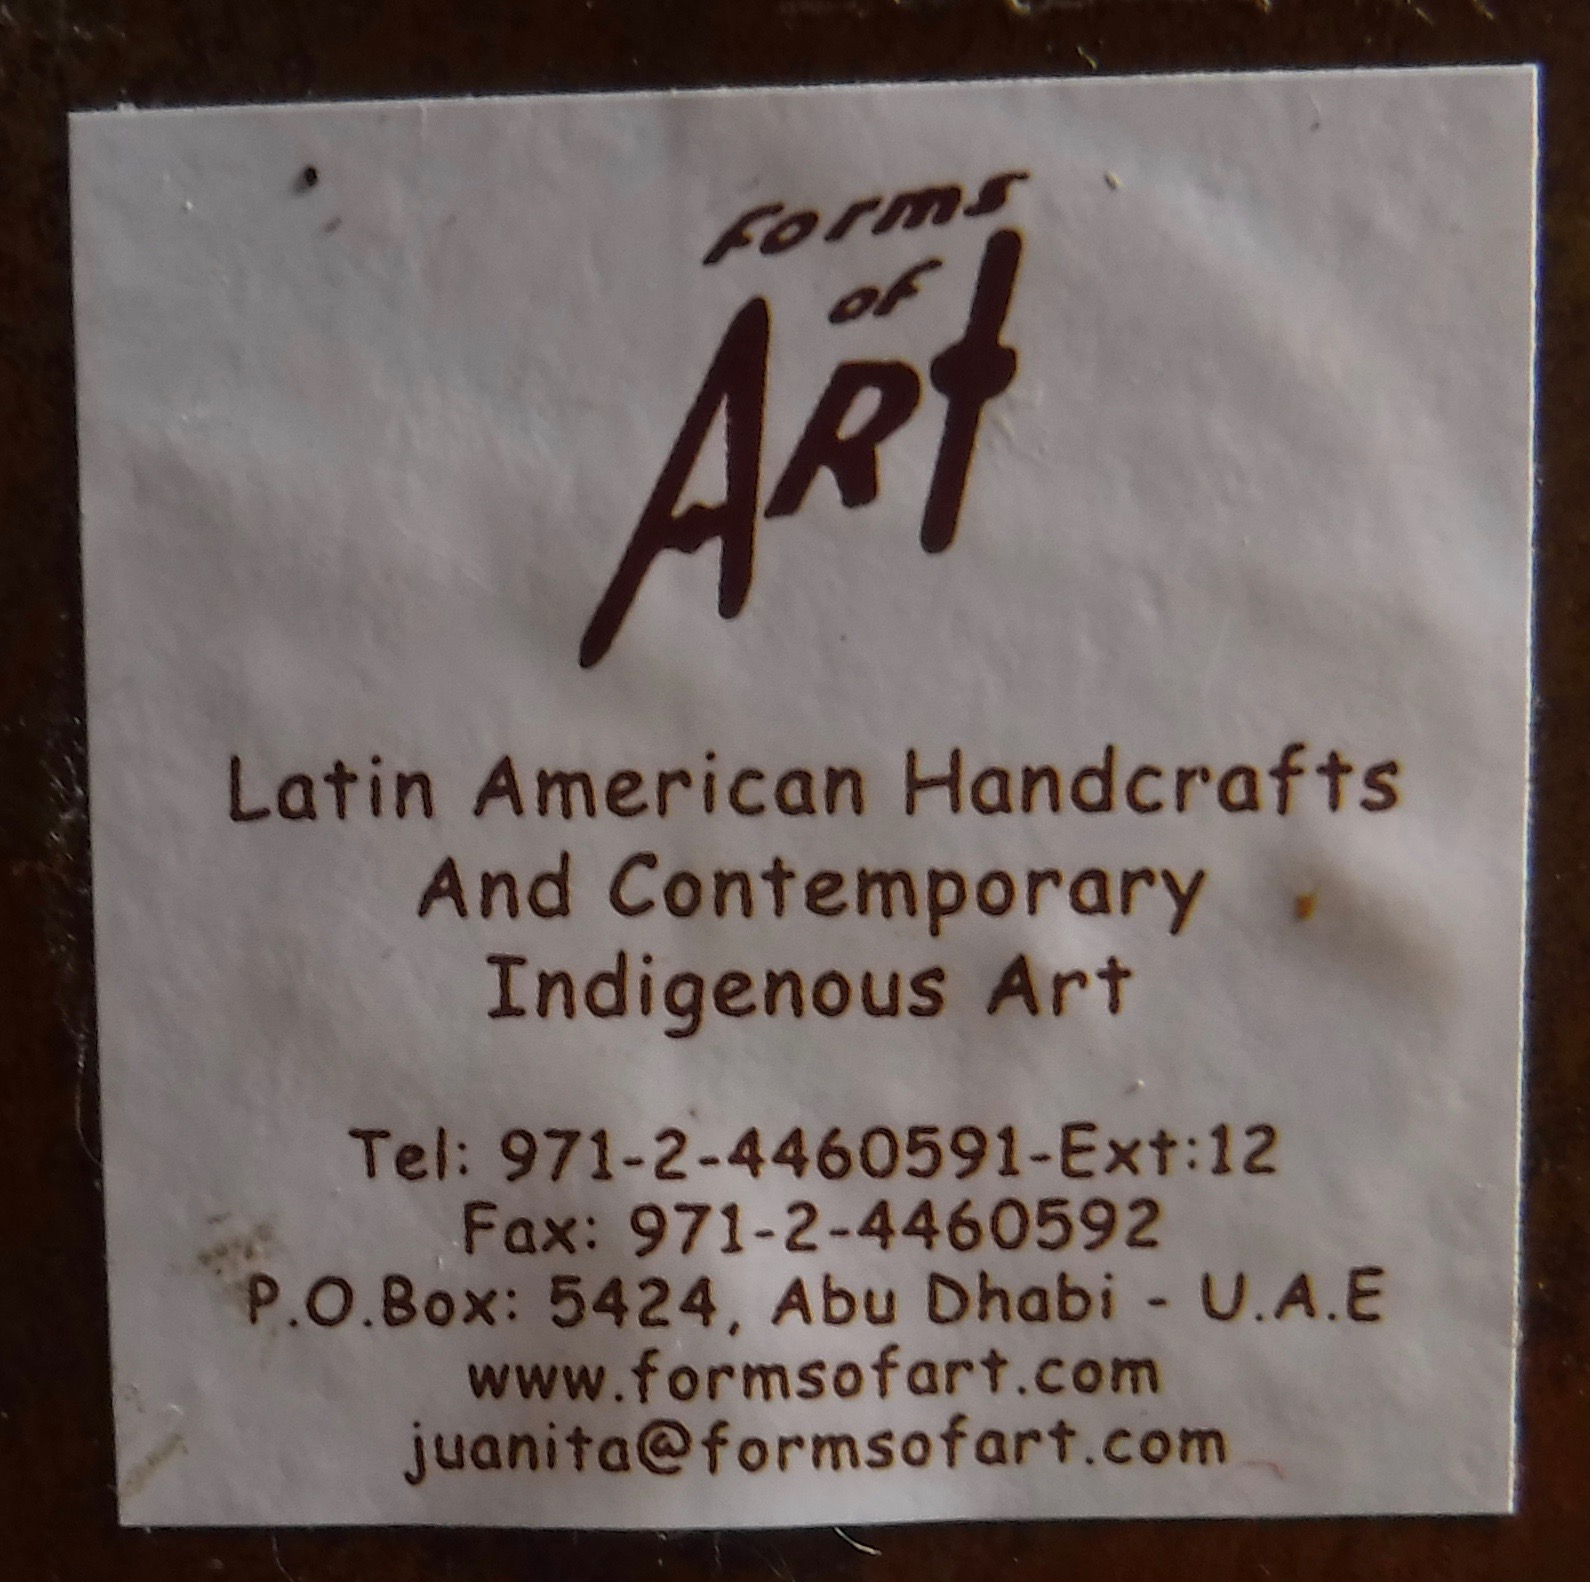 Forms
of
Art
Latin American Handcrafts
And Contemporary
Indigenous Art
Tel: 971-2-4460591-Ext:12
Fax: 971-2-4460592
P.O.Box: 5424, Abu Dhabi - U.A.E
www.formsofart.com
juanita@formsofart.com